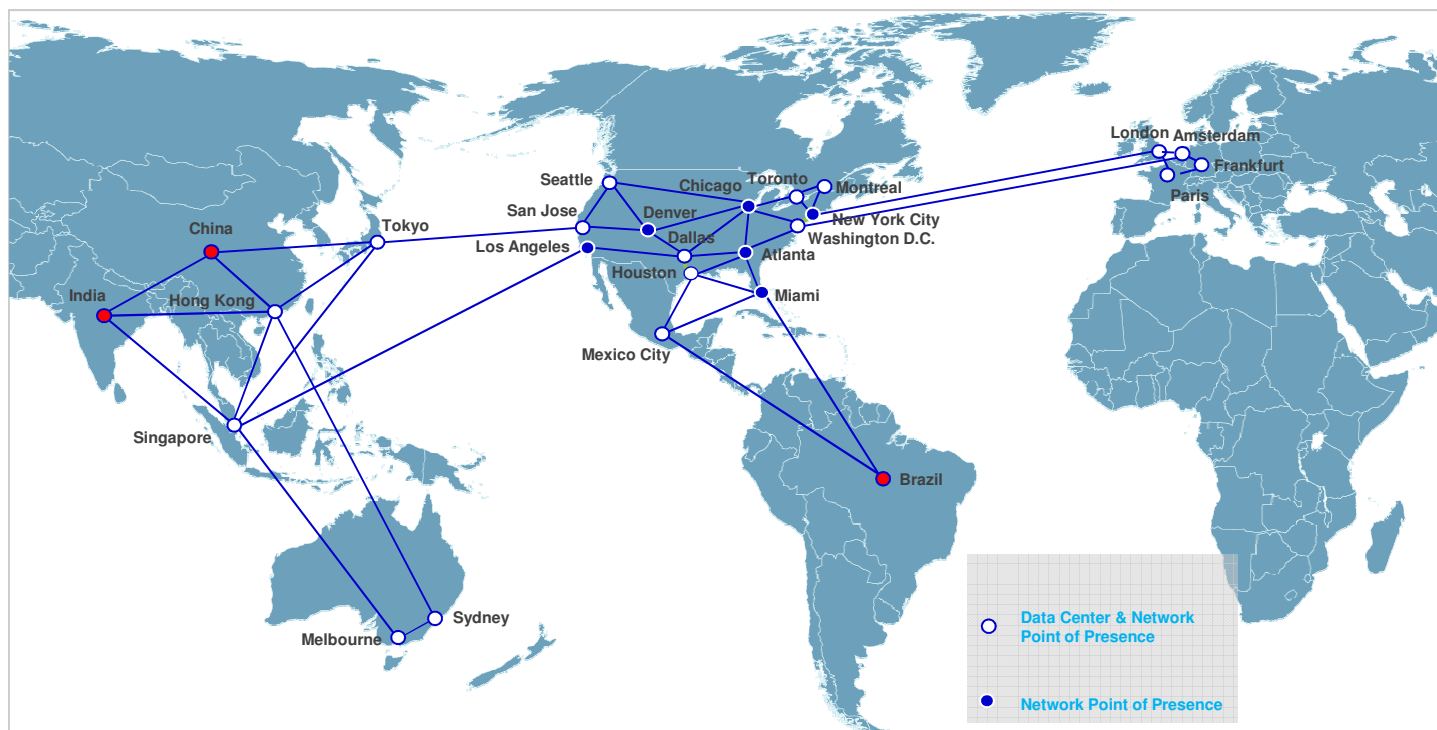 London
Amsterdam
Frankfurt
Paris
Seattle
Chicago
Toronto
Montreal
San Jose
Denver
New York City
Los Angeles
Dallas
Washington D.C.
Atlanta
Houston
Miami
Mexico City
China
Tokyo
India
Hong Kong
Singapore
Brazil
Sydney
Melbourne
Data Center & Network
Point of Presence
Network Point of Presence